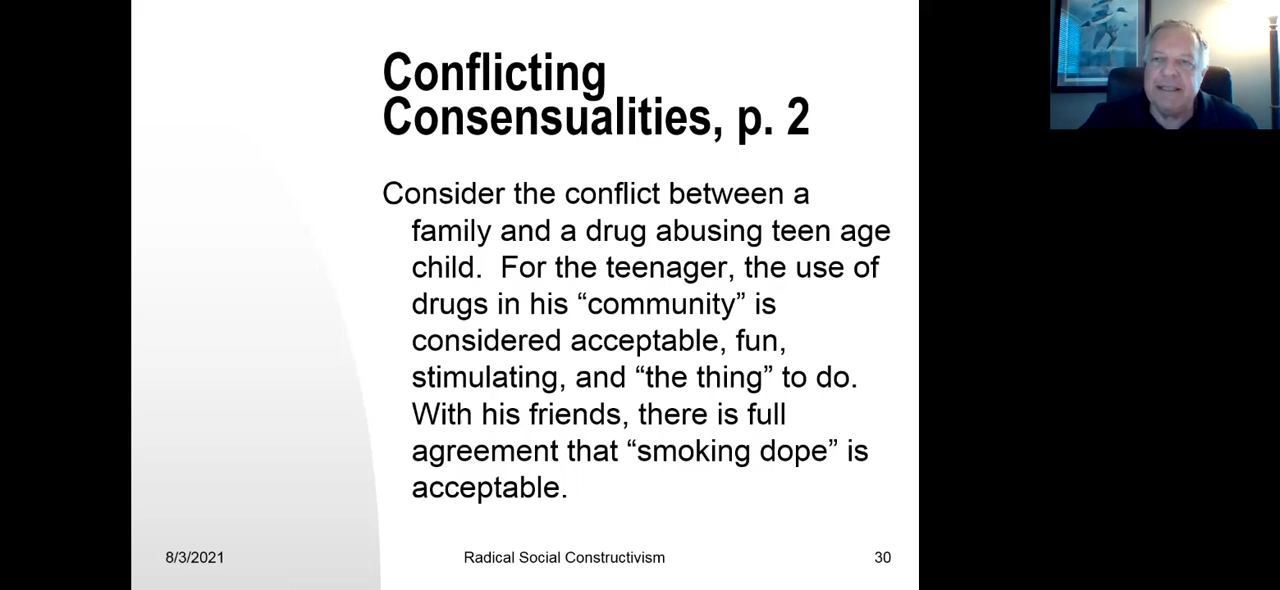 Conflicting
Consensualities, p. 2
Consider the conflict between a
family and a drug abusing teen age
child.  For the teenager, the use of
drugs in his “community” is
considered acceptable, fun,
stimulating, and “the thing” to do.
With his friends, there is full
agreement that “smoking dope” is
acceptable.
8/3/2021
Radical Social Constructivism
30